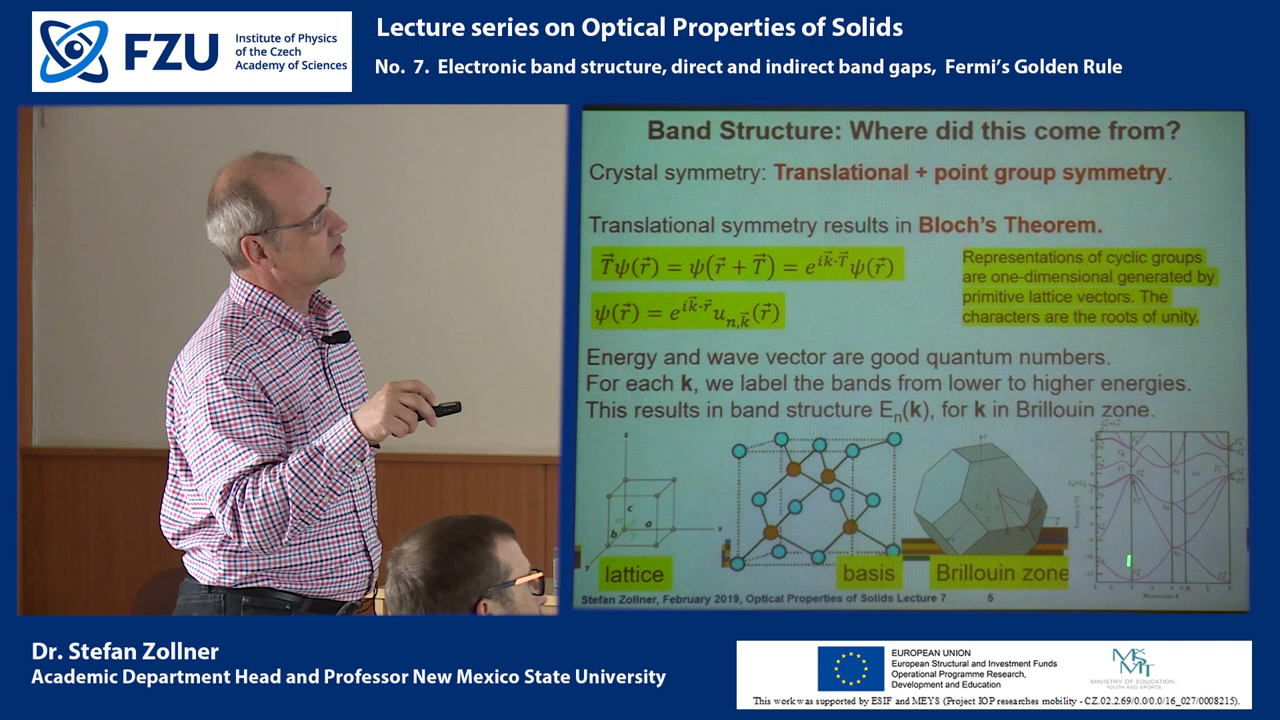 FZU
Institute of Physics
of the Czech
Academy of Sciences
Lecture series on Optical Properties of Solids
No. 7. Electronic band structure, direct and indirect band gaps, Fermi's Golden Rule
Band Structure: Where did this come from?
Crystal symmetry: Translational + point group symmetry.
Translational symmetry results in Bloch's Theorem.
T⃗ψ(r⃗) = ψ(r⃗ + T⃗) = e^{ik⃗·T⃗}ψ(r⃗)
ψ(r⃗) = e^{ik⃗·r⃗}u_{n,k⃗}(r⃗)
Representations of cyclic groups
are one-dimensional generated by
primitive lattice vectors. The
characters are the roots of unity.
Energy and wave vector are good quantum numbers.
For each k, we label the bands from lower to higher energies.
This results in band structure Eₙ(k), for k in Brillouin zone.
z
c
a
b
x
y
lattice
basis
Brillouin zone
Stefan Zollner, February 2019, Optical Properties of Solids Lecture 7 5
Dr. Stefan Zollner
Academic Department Head and Professor New Mexico State University
EUROPEAN UNION
European Structural and Investment Funds
Operational Programme Research,
Development and Education
MINISTRY OF EDUCATION,
YOUTH AND SPORTS
This work was supported by ESIF and MEYS (Project IOP researches mobility - CZ.02.2.69/0.0/0.0/16_027/0008215).